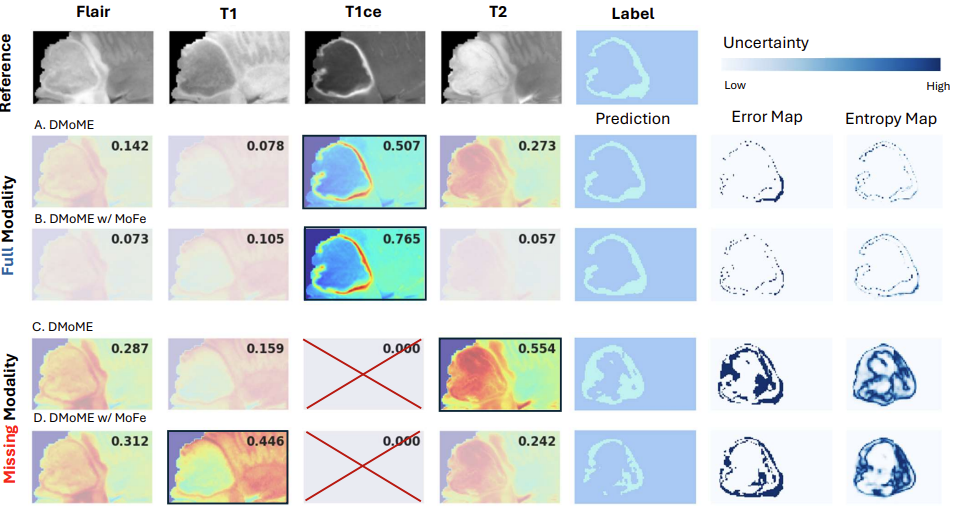 Flair T1 T1ce T2 Label
Reference
Uncertainty
Low High
Prediction Error Map Entropy Map
Full Modality
A. DMoME
0.142 0.078 0.507 0.273
B. DMoME w/ MoFe
0.073 0.105 0.765 0.057
Missing Modality
C. DMoME
0.287 0.159 0.000 0.554
D. DMoME w/ MoFe
0.312 0.446 0.000 0.242